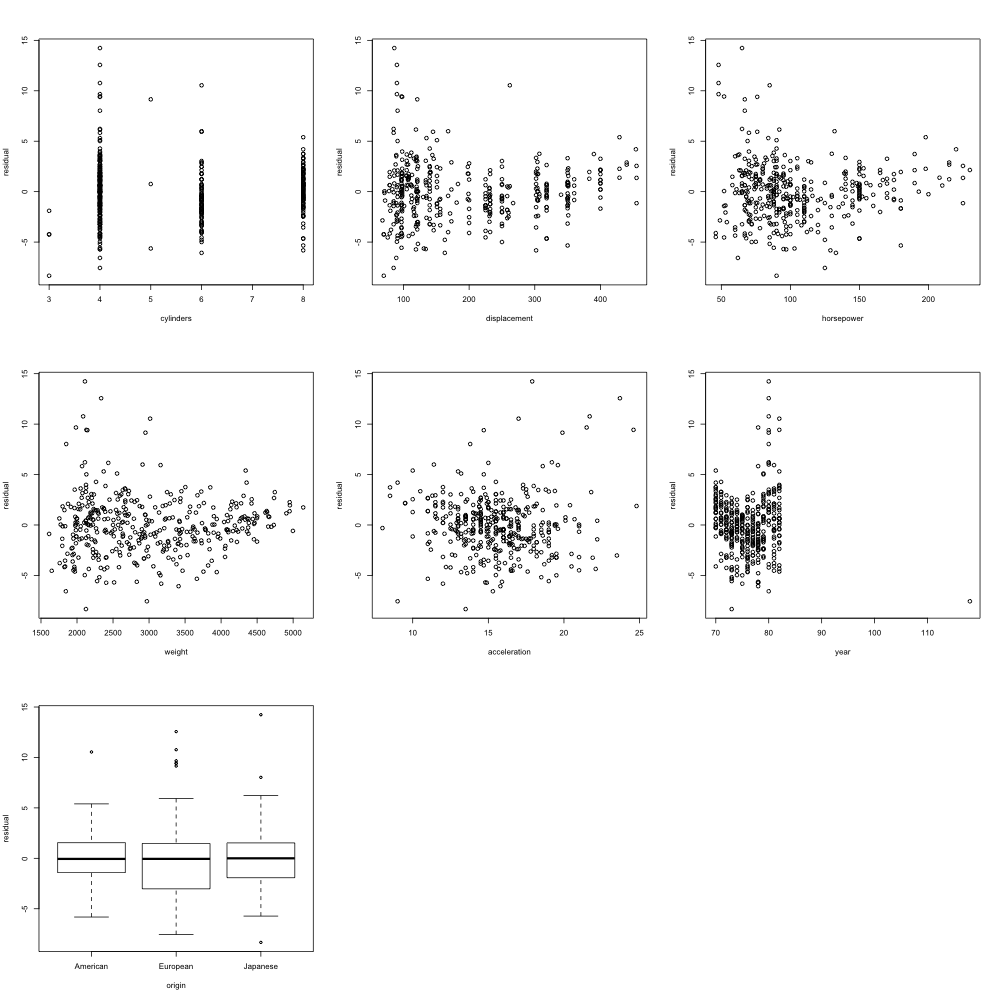 15
10
5
0
-5
residual
3 4 5 6 7 8
cylinders
15
10
5
0
-5
residual
100 200 300 400
displacement
15
10
5
0
-5
residual
50 100 150 200
horsepower
15
10
5
0
-5
residual
1500 2000 2500 3000 3500 4000 4500 5000
weight
15
10
5
0
-5
residual
10 15 20 25
acceleration
15
10
5
0
-5
residual
70 80 90 100 110
year
15
10
5
0
-5
residual
American European Japanese
origin